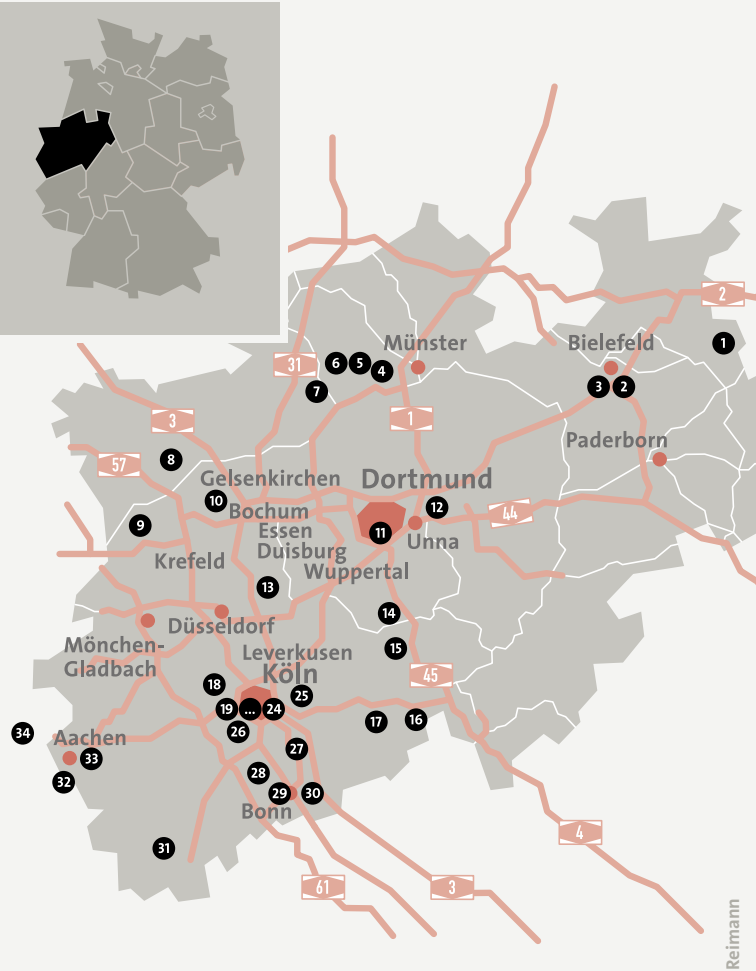 2
1
Münster
Bielefeld
31
6
5
4
3
2
7
1
3
Paderborn
57
8
Gelsenkirchen
Dortmund
10
Bochum
12
44
9
Essen
11
Duisburg
Unna
Krefeld
Wuppertal
13
14
Düsseldorf
Mönchen-
Gladbach
15
Leverkusen
Köln
45
18
25
19
...
24
17
16
26
34
Aachen
33
27
32
28
29
30
Bonn
4
31
61
3
Reimann